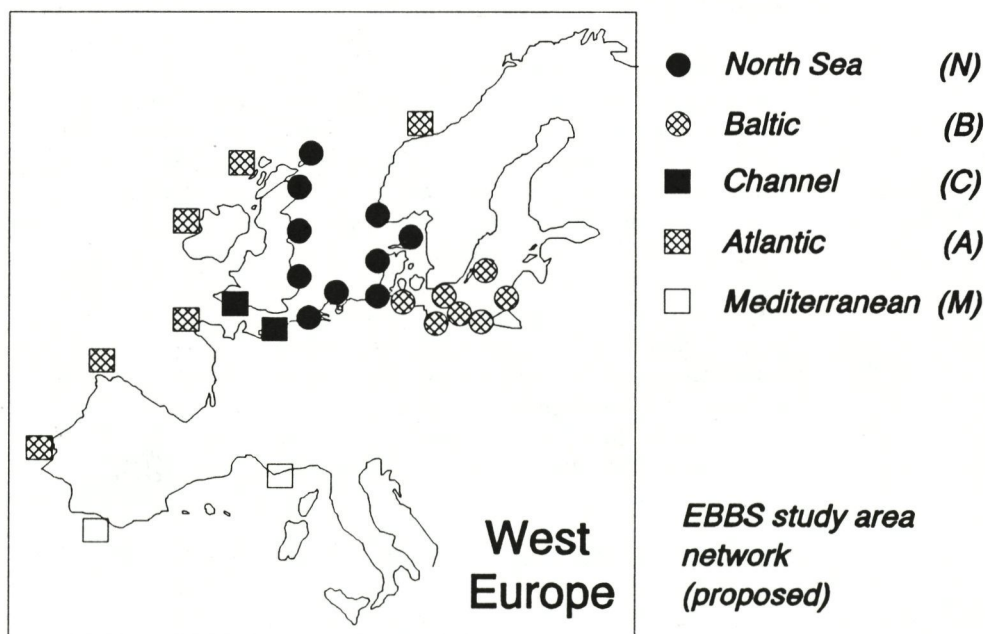 North Sea (N)
Baltic (B)
Channel (C)
Atlantic (A)
Mediterranean (M)
West
Europe
EBBS study area
network
(proposed)